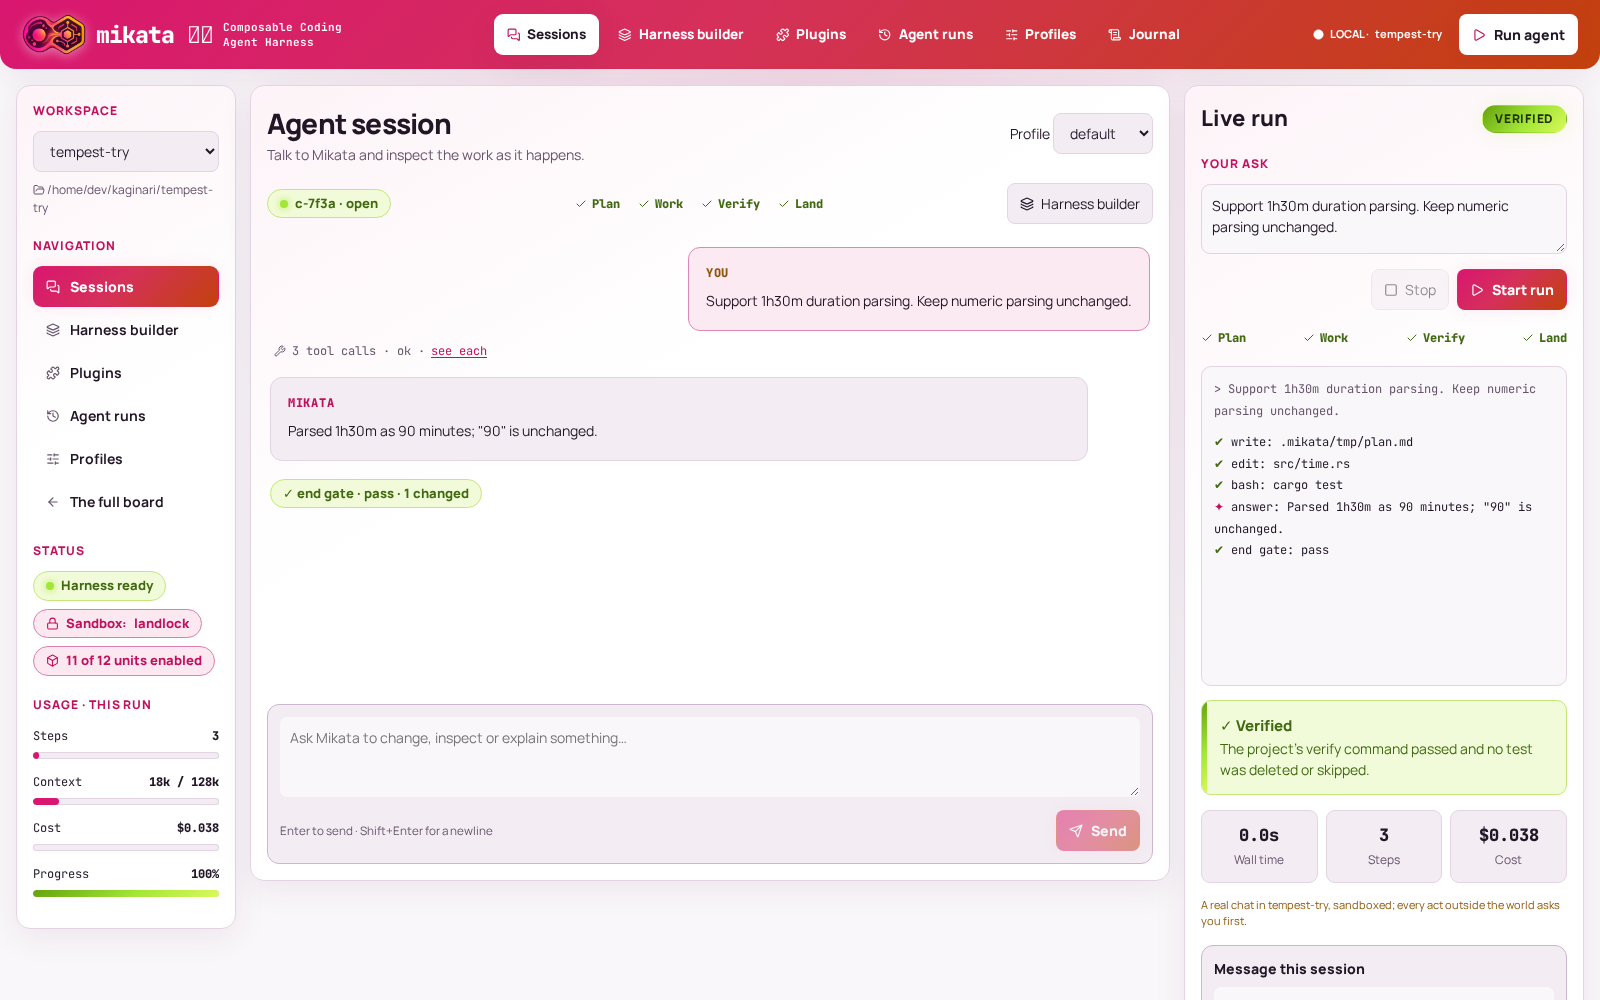 mikata
Composable Coding
Agent Harness
Sessions
Harness builder
Plugins
Agent runs
Profiles
Journal
LOCAL · tempest-try
Run agent
WORKSPACE
tempest-try
/home/dev/kaginari/tempest-
try
NAVIGATION
Sessions
Harness builder
Plugins
Agent runs
Profiles
The full board
STATUS
Harness ready
Sandbox: landlock
11 of 12 units enabled
USAGE · THIS RUN
Steps 3
Context 18k / 128k
Cost $0.038
Progress 100%
Agent session
Talk to Mikata and inspect the work as it happens.
Profile default
c-7f3a · open
✓ Plan ✓ Work ✓ Verify ✓ Land
Harness builder
YOU
Support 1h30m duration parsing. Keep numeric parsing unchanged.
3 tool calls · ok · see each
MIKATA
Parsed 1h30m as 90 minutes; "90" is unchanged.
✓ end gate · pass · 1 changed
Ask Mikata to change, inspect or explain something…
Enter to send · Shift+Enter for a newline
Send
Live run
VERIFIED
YOUR ASK
Support 1h30m duration parsing. Keep numeric
parsing unchanged.
Stop
Start run
✓ Plan ✓ Work ✓ Verify ✓ Land
> Support 1h30m duration parsing. Keep numeric
parsing unchanged.
✔ write: .mikata/tmp/plan.md
✔ edit: src/time.rs
✔ bash: cargo test
✦ answer: Parsed 1h30m as 90 minutes; "90" is
unchanged.
✔ end gate: pass
✓ Verified
The project's verify command passed and no test
was deleted or skipped.
0.0s
Wall time
3
Steps
$0.038
Cost
A real chat in tempest-try, sandboxed; every act outside the world asks
you first.
Message this session